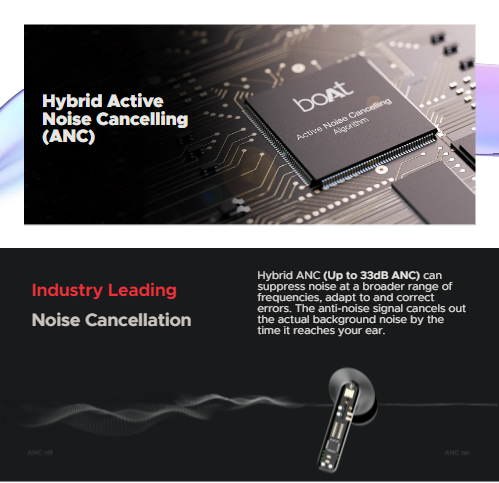 Hybrid Active
Noise Cancelling
(ANC)
boAt
Active Noise Cancelling
Algorithm
Industry Leading
Noise Cancellation
Hybrid ANC (Up to 33dB ANC) can
suppress noise at a broader range of
frequencies, adapt to and correct
errors. The anti-noise signal cancels out
the actual background noise by the
time it reaches your ear.
ANC off
ANC on